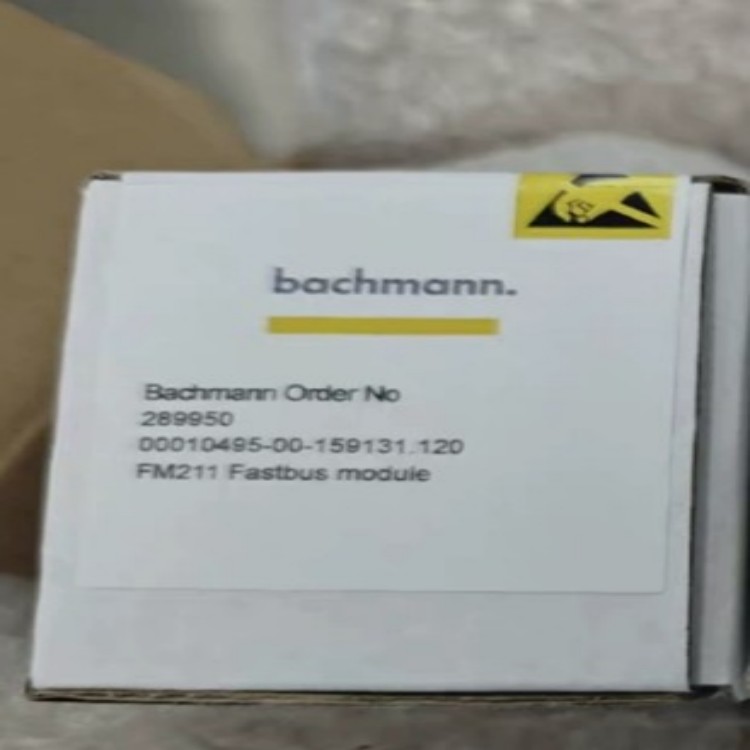 bachmann.
Bachmann Order No
289950
00010495-00-159131.120
FM211 Fastbus module